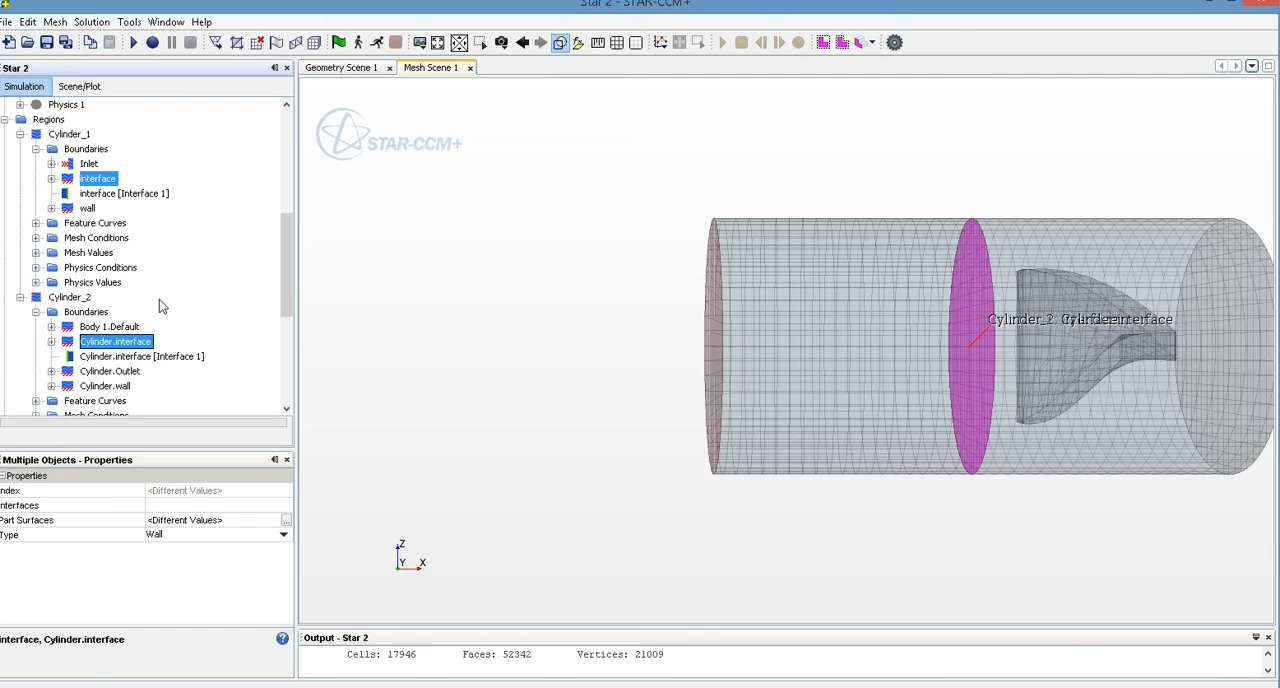 Star 2 - STAR-CCM+
File Edit Mesh Solution Tools Window Help
Star 2
Geometry Scene 1
Mesh Scene 1
Simulation
Scene/Plot
Physics 1
Regions
Cylinder_1
Boundaries
Inlet
interface
interface [Interface 1]
wall
Feature Curves
Mesh Conditions
Mesh Values
Physics Conditions
Physics Values
Cylinder_2
Boundaries
Body 1.Default
Cylinder.interface
Cylinder.interface [Interface 1]
Cylinder.Outlet
Cylinder.wall
Feature Curves
Mesh Conditions
STAR-CCM+
Cylinder_2:
Z
Y X
Multiple Objects - Properties
Properties
Index <Different Values>
Interfaces
Part Surfaces <Different Values> ...
Type Wall
interface, Cylinder.interface
Output - Star 2
Cells: 17946 Faces: 52342 Vertices: 21009